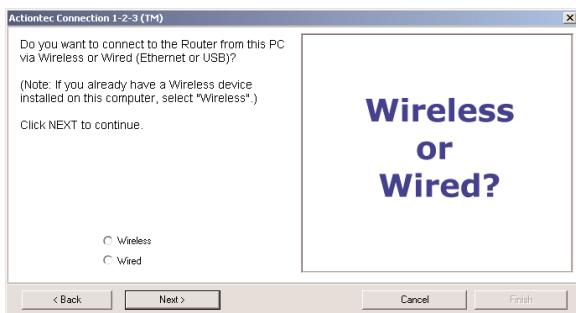 Actiontec Connection 1-2-3 (TM)
Do you want to connect to the Router from this PC
via Wireless or Wired (Ethernet or USB)?
(Note: If you already have a Wireless device
installed on this computer, select "Wireless".)
Click NEXT to continue.
Wireless
or
Wired?
Wireless
Wired
< Back
Next >
Cancel
Finish